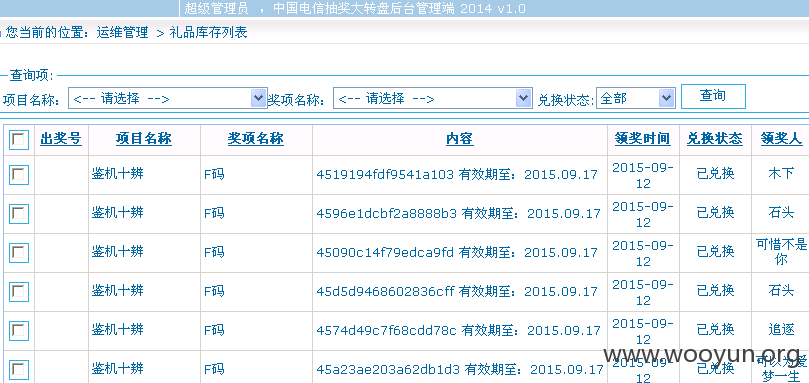 超级管理员 ，中国电信抽奖大转盘后台管理端 2014 v1.0
您当前的位置：运维管理 > 礼品库存列表
查询项:
项目名称: <-- 请选择 --> 奖项名称: <-- 请选择 --> 兑换状态: 全部 查询
出奖号 项目名称 奖项名称 内容 领奖时间 兑换状态 领奖人
鉴机十辨 F码 4519194fdf9541a103 有效期至：2015.09.17 2015-09-12 已兑换 木下
鉴机十辨 F码 4596e1dcbf2a8888b3 有效期至：2015.09.17 2015-09-12 已兑换 石头
鉴机十辨 F码 45090c14f79edca9fd 有效期至：2015.09.17 2015-09-12 已兑换 可惜不是你
鉴机十辨 F码 45d5d9468602836cff 有效期至：2015.09.17 2015-09-12 已兑换 石头
鉴机十辨 F码 4574d49c7f68cdd78c 有效期至：2015.09.17 2015-09-12 已兑换 追逐
鉴机十辨 F码 45a23ae203a62db1d3 有效期至：2015.09.17 2015-09-12 已兑换 梦一生
www.wooyun.org